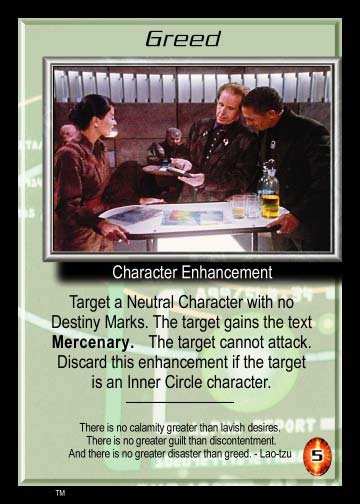 Greed
Character Enhancement
Target a Neutral Character with no
Destiny Marks. The target gains the text
Mercenary. The target cannot attack.
Discard this enhancement if the target
is an Inner Circle character.
There is no calamity greater than lavish desires.
There is no greater guilt than discontentment.
And there is no greater disaster than greed. - Lao-tzu
5
TM